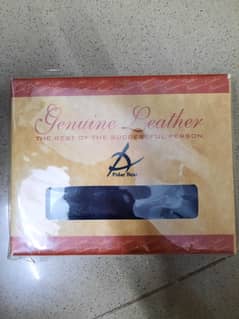 Genuine Leather
THE BEST OF THE SUCCESSFUL PERSON
Polar Bear